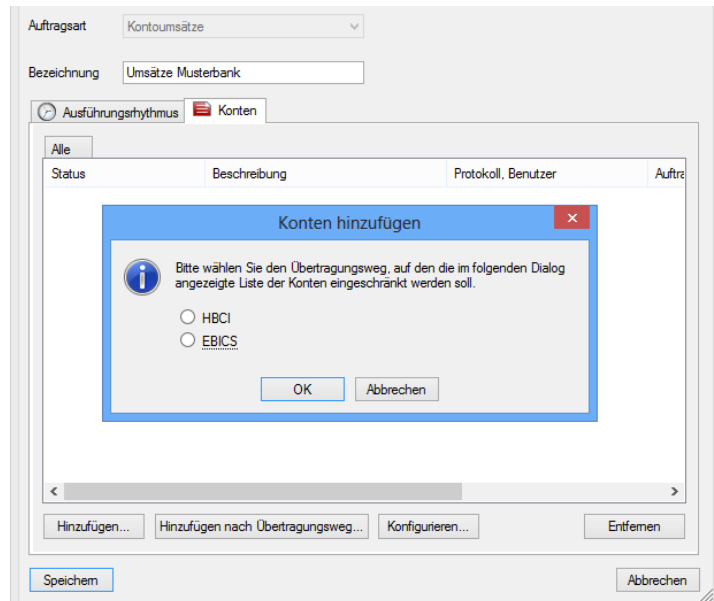 Auftragsart Kontoumsätze
Bezeichnung Umsätze Musterbank
Ausführungsrhythmus Konten
Alle
Status Beschreibung Protokoll, Benutzer Auftra
Konten hinzufügen
Bitte wählen Sie den Übertragungsweg, auf den die im folgenden Dialog
angezeigte Liste der Konten eingeschränkt werden soll.
HBCI
EBICS
OK Abbrechen
Hinzufügen... Hinzufügen nach Übertragungsweg... Konfigurieren... Entfernen
Speichern Abbrechen